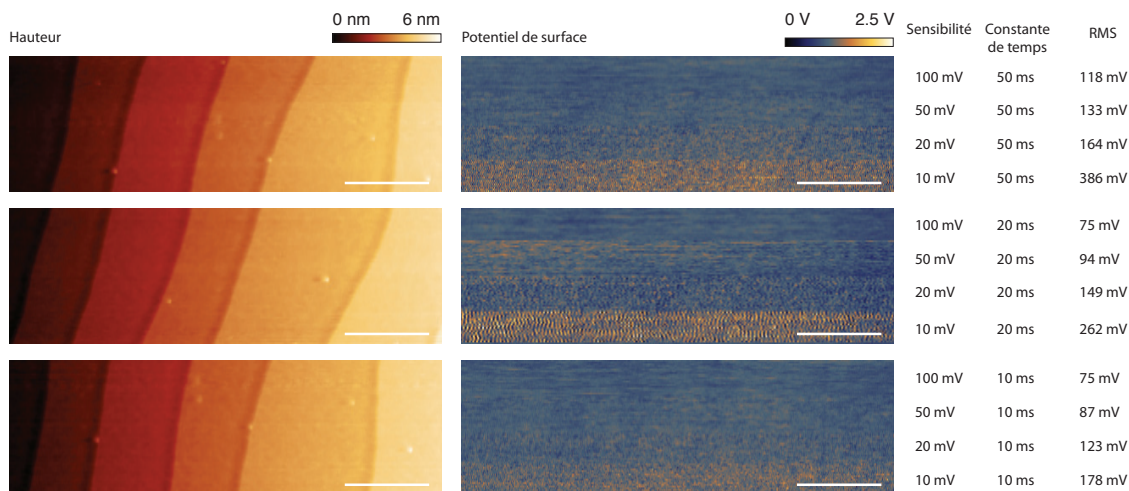 0 nm 6 nm
Hauteur
0 V 2.5 V
Potentiel de surface
Sensibilité Constante de temps RMS
100 mV 50 ms 118 mV
50 mV 50 ms 133 mV
20 mV 50 ms 164 mV
10 mV 50 ms 386 mV
100 mV 20 ms 75 mV
50 mV 20 ms 94 mV
20 mV 20 ms 149 mV
10 mV 20 ms 262 mV
100 mV 10 ms 75 mV
50 mV 10 ms 87 mV
20 mV 10 ms 123 mV
10 mV 10 ms 178 mV